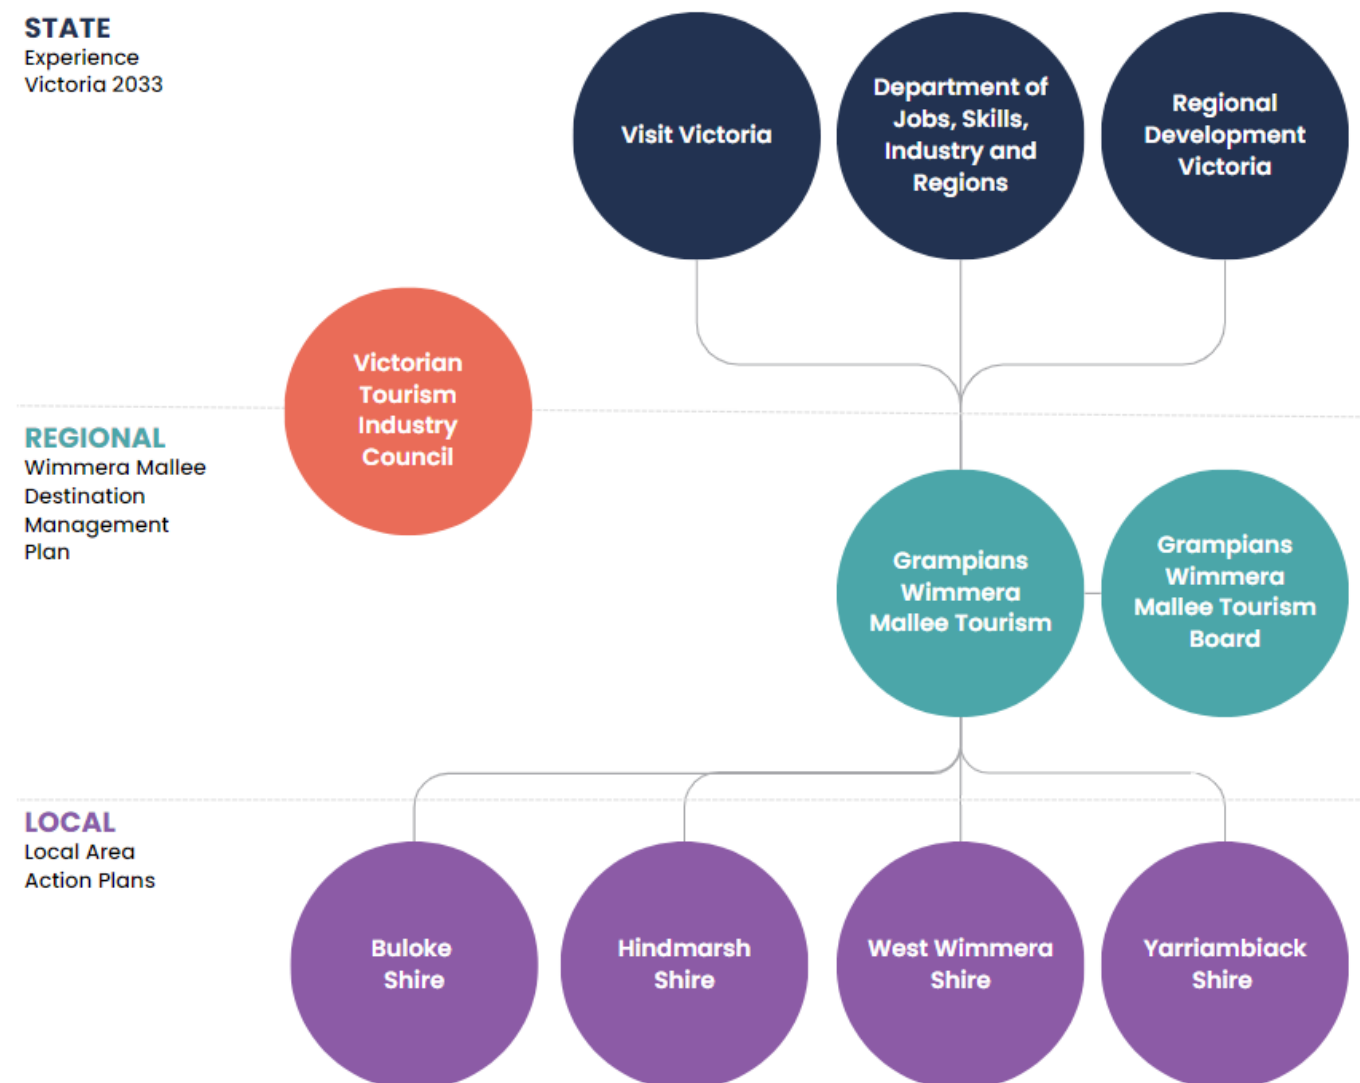 STATE
Experience
Victoria 2033
Visit Victoria
Department of
Jobs, Skills,
Industry and
Regions
Regional
Development
Victoria
Victorian
Tourism
Industry
Council
REGIONAL
Wimmera Mallee
Destination
Management
Plan
Grampians
Wimmera
Mallee Tourism
Grampians
Wimmera
Mallee Tourism
Board
LOCAL
Local Area
Action Plans
Buloke
Shire
Hindmarsh
Shire
West Wimmera
Shire
Yarriambiack
Shire